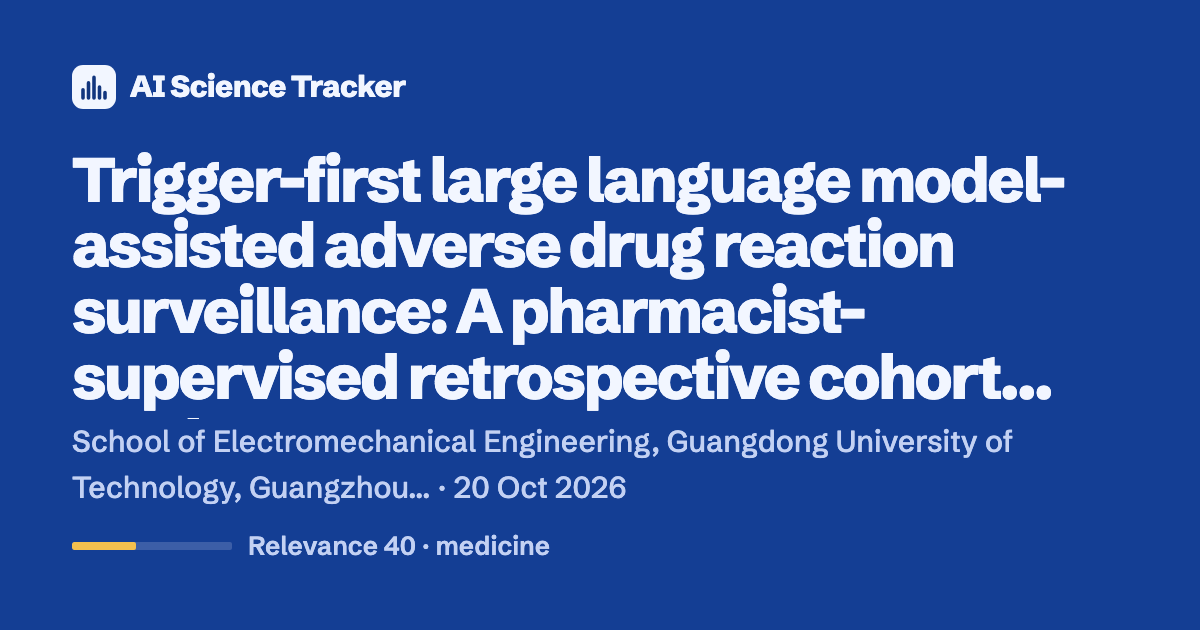 AI Science Tracker
Trigger-first large language model-
assisted adverse drug reaction
surveillance: A pharmacist-
supervised retrospective cohort...
School of Electromechanical Engineering, Guangdong University of
Technology, Guangzhou... · 20 Oct 2026
Relevance 40 · medicine